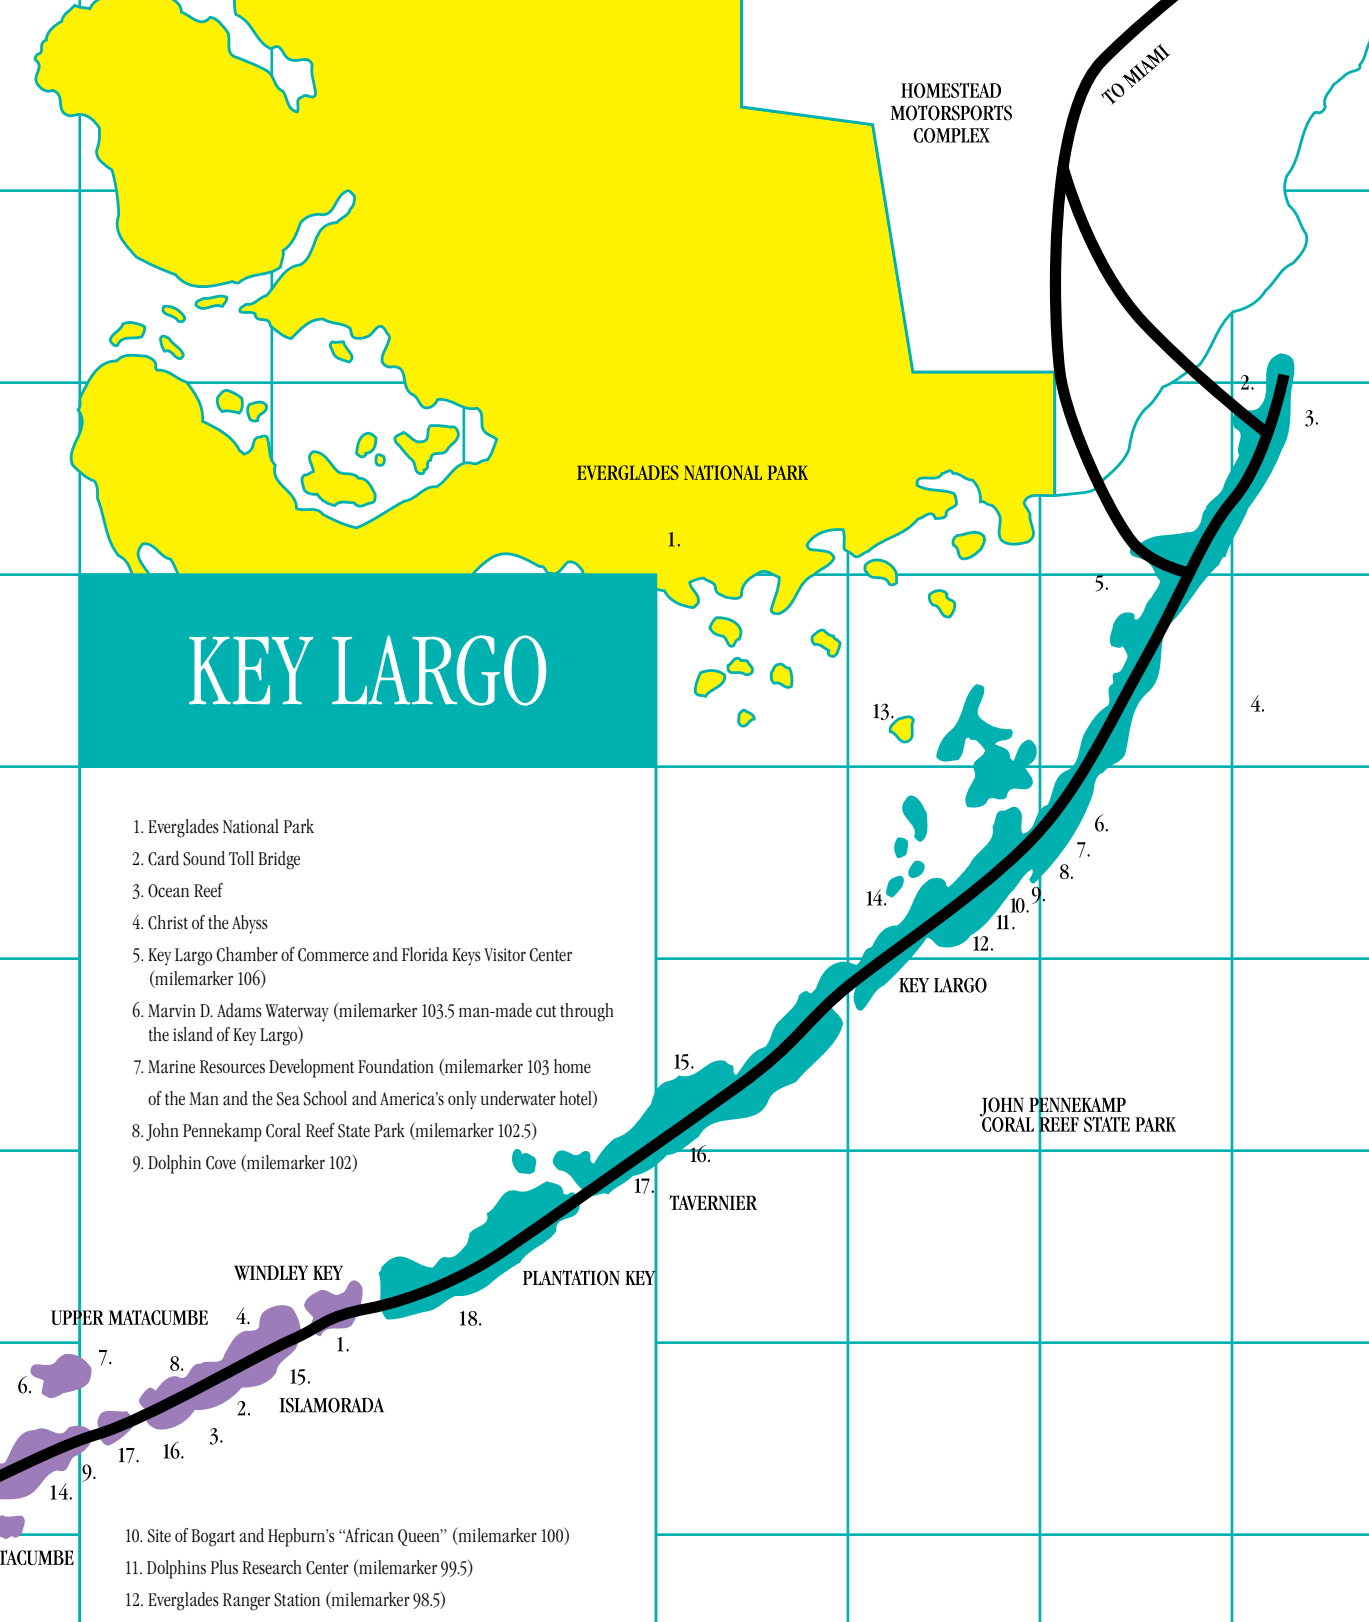 TO MIAMI
HOMESTEAD
MOTORSPORTS
COMPLEX
2.
3.
EVERGLADES NATIONAL PARK
1.
5.
KEY LARGO
4.
13.
6.
7.
8.
9.
10.
11.
12.
14.
KEY LARGO
1. Everglades National Park
2. Card Sound Toll Bridge
3. Ocean Reef
4. Christ of the Abyss
5. Key Largo Chamber of Commerce and Florida Keys Visitor Center
(milemarker 106)
6. Marvin D. Adams Waterway (milemarker 103.5 man-made cut through
the island of Key Largo)
7. Marine Resources Development Foundation (milemarker 103 home
of the Man and the Sea School and America’s only underwater hotel)
8. John Pennekamp Coral Reef State Park (milemarker 102.5)
9. Dolphin Cove (milemarker 102)
15.
JOHN PENNEKAMP
CORAL REEF STATE PARK
16.
17.
TAVERNIER
PLANTATION KEY
18.
WINDLEY KEY
UPPER MATACUMBE
4.
1.
7.
8.
6.
15.
ISLAMORADA
2.
3.
16.
17.
9.
14.
TACUMBE
10. Site of Bogart and Hepburn’s “African Queen” (milemarker 100)
11. Dolphins Plus Research Center (milemarker 99.5)
12. Everglades Ranger Station (milemarker 98.5)